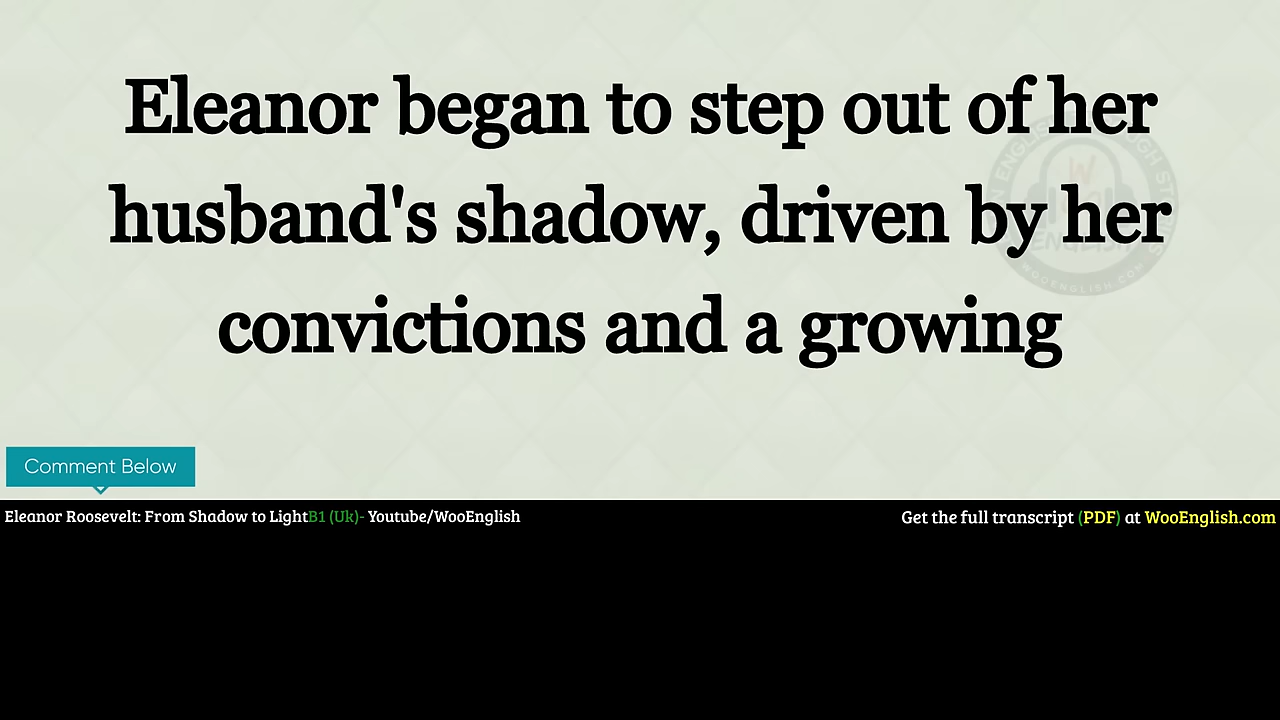 Eleanor began to step out of her
husband's shadow, driven by her
convictions and a growing
Comment Below
Eleanor Roosevelt: From Shadow to LightB1 (Uk)- Youtube/WooEnglish
Get the full transcript (PDF) at WooEnglish.com